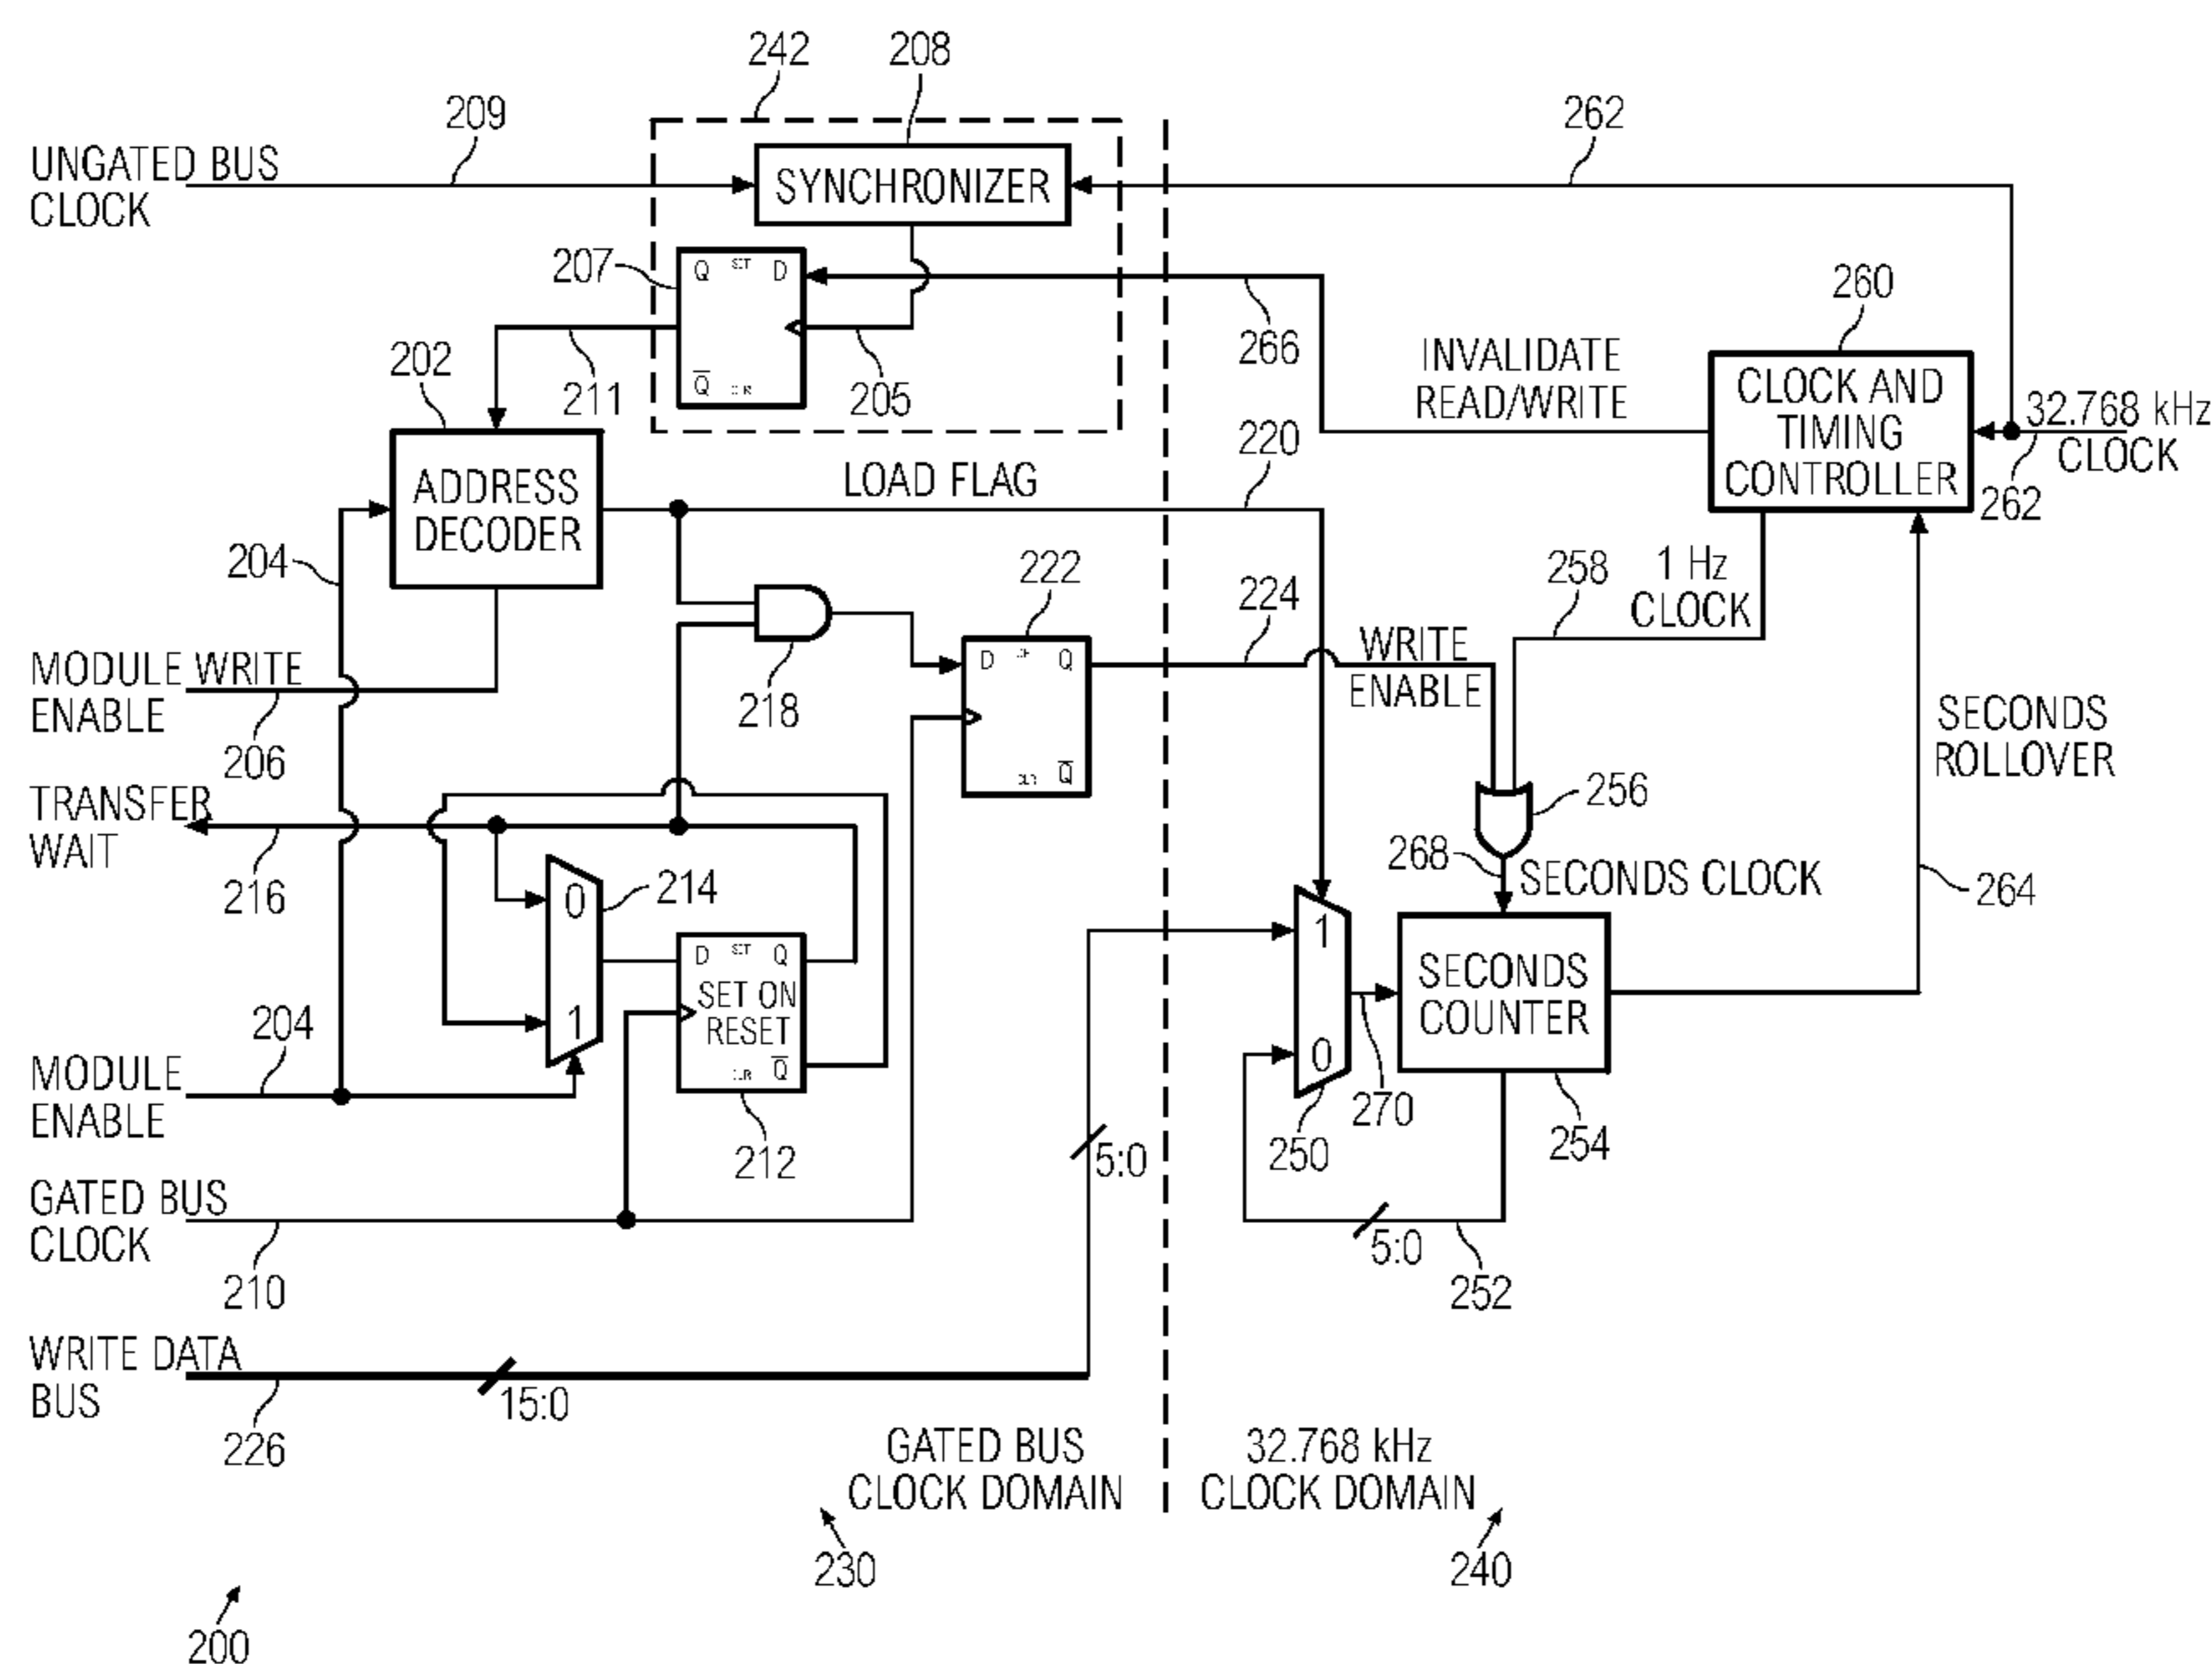 242
208
209
262
UNGATED BUS
CLOCK
SYNCHRONIZER
207
Q SET D
260
202
211
Q CLR
205
266
INVALIDATE
READ/WRITE
CLOCK AND
TIMING
CONTROLLER
32.768 kHz
CLOCK
262
220
ADDRESS
DECODER
LOAD FLAG
204
222
224
258
1 Hz
CLOCK
MODULE WRITE
ENABLE
206
218
D Q
CLR Q
WRITE
ENABLE
SECONDS
ROLLOVER
TRANSFER
WAIT
216
256
268
SECONDS CLOCK
264
0
214
1
D SET Q
SET ON
RESET
CLR Q
1
0
SECONDS
COUNTER
204
MODULE
ENABLE
212
5:0
250
270
254
GATED BUS
CLOCK
210
5:0
252
WRITE DATA
BUS
15:0
226
GATED BUS
CLOCK DOMAIN
32.768 kHz
CLOCK DOMAIN
230
240
200